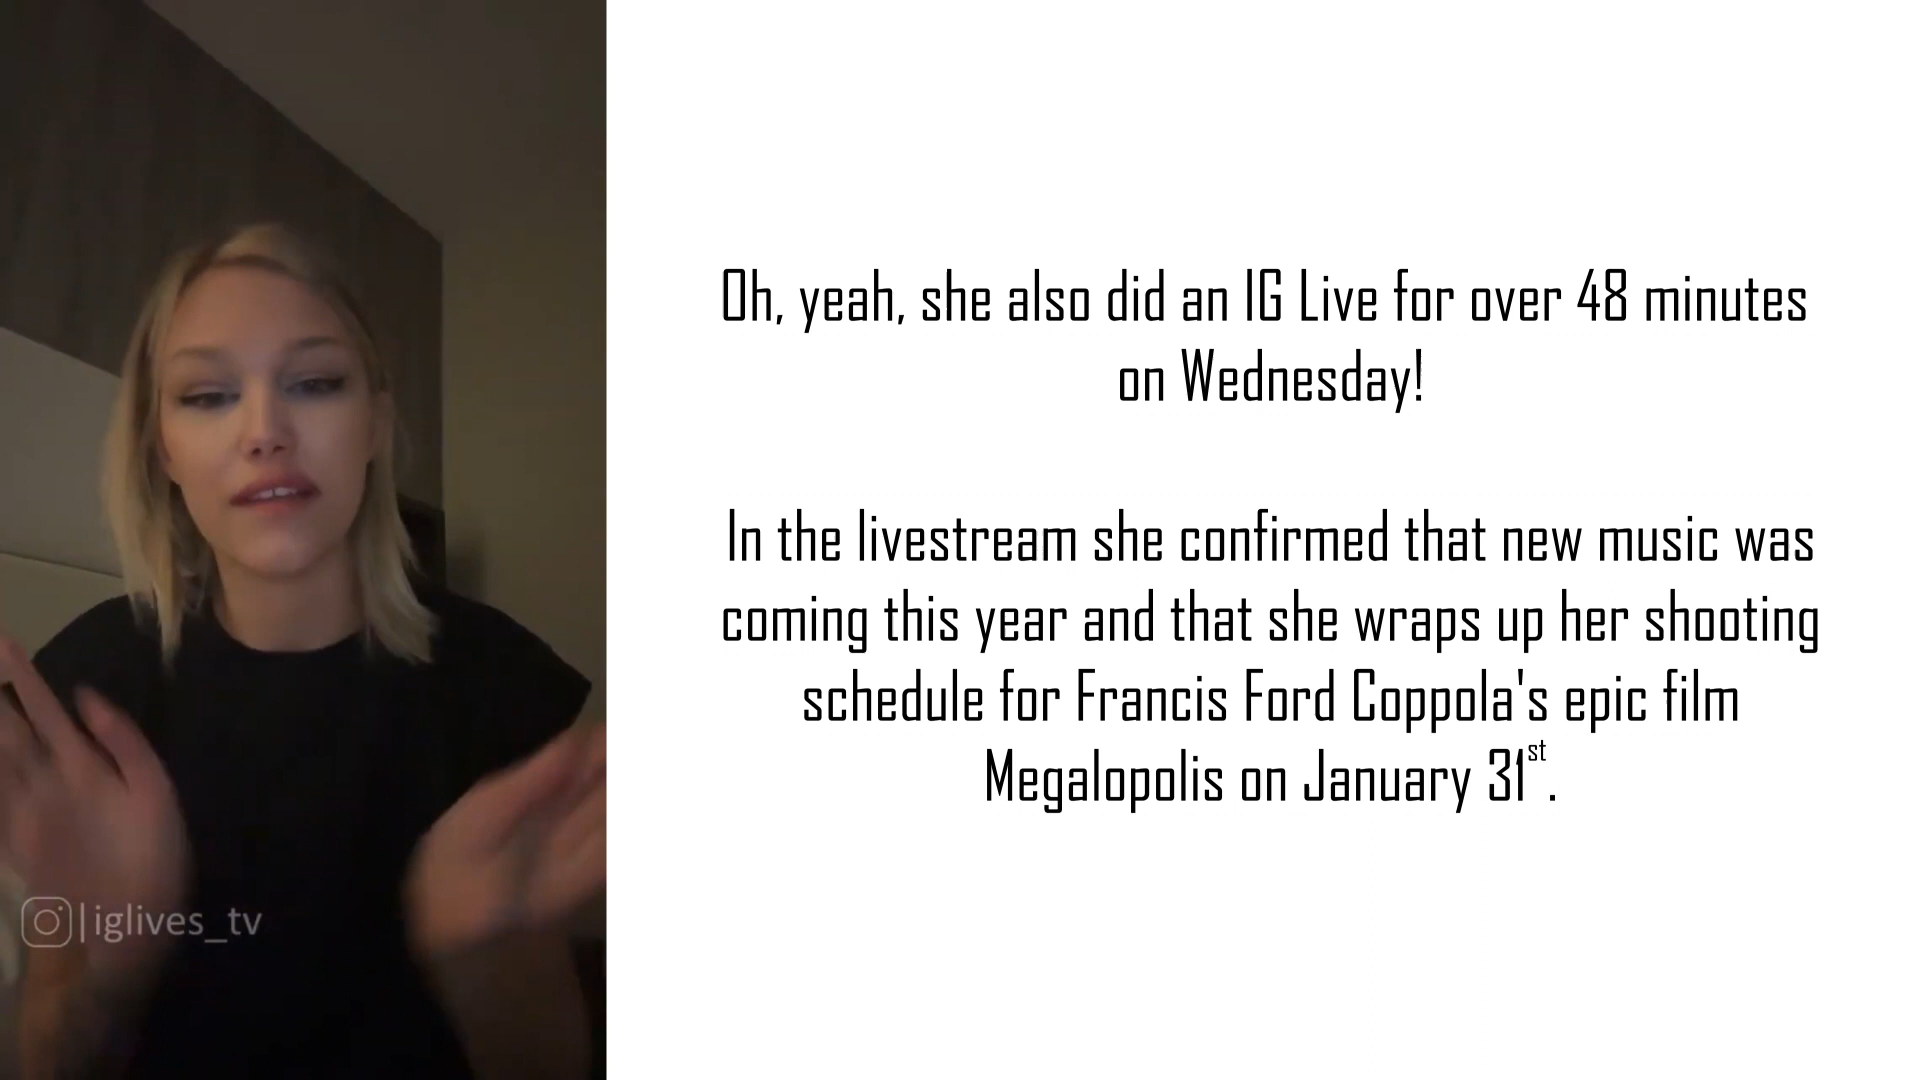 Oh, yeah, she also did an IG Live for over 48 minutes
on Wednesday!
In the livestream she confirmed that new music was
coming this year and that she wraps up her shooting
schedule for Francis Ford Coppola's epic film
Megalopolis on January 31st.
|iglives_tv